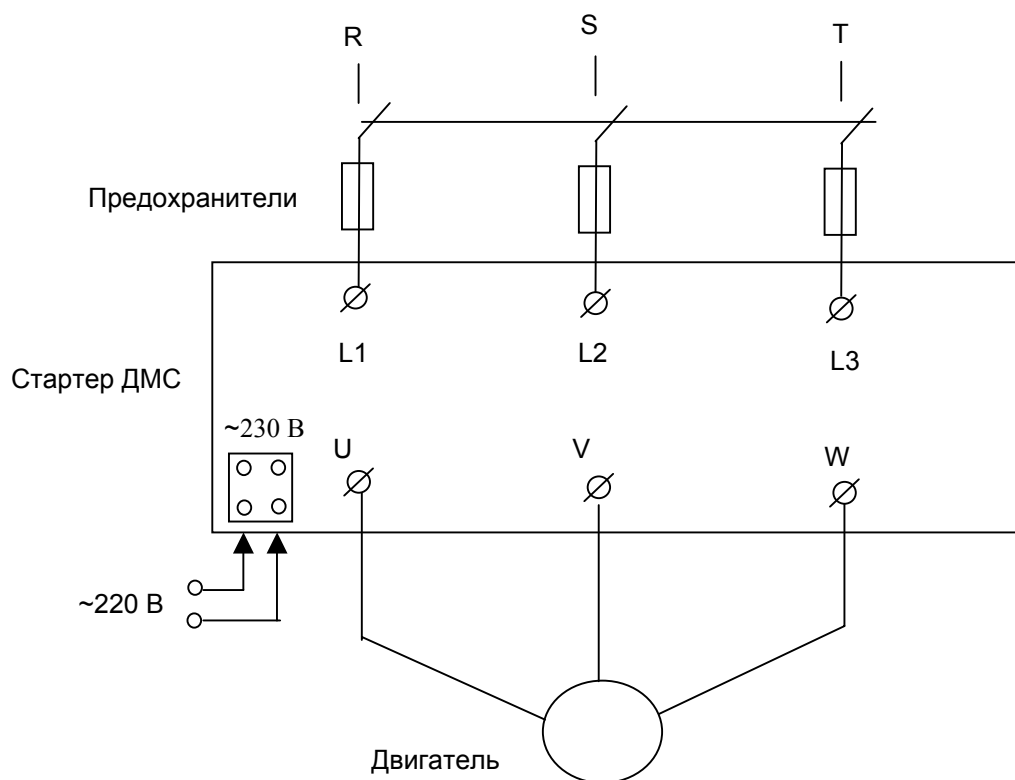 R
S
T
Предохранители
L1
L2
L3
Стартер ДМС
~230 В
U
V
W
~220 В
Двигатель